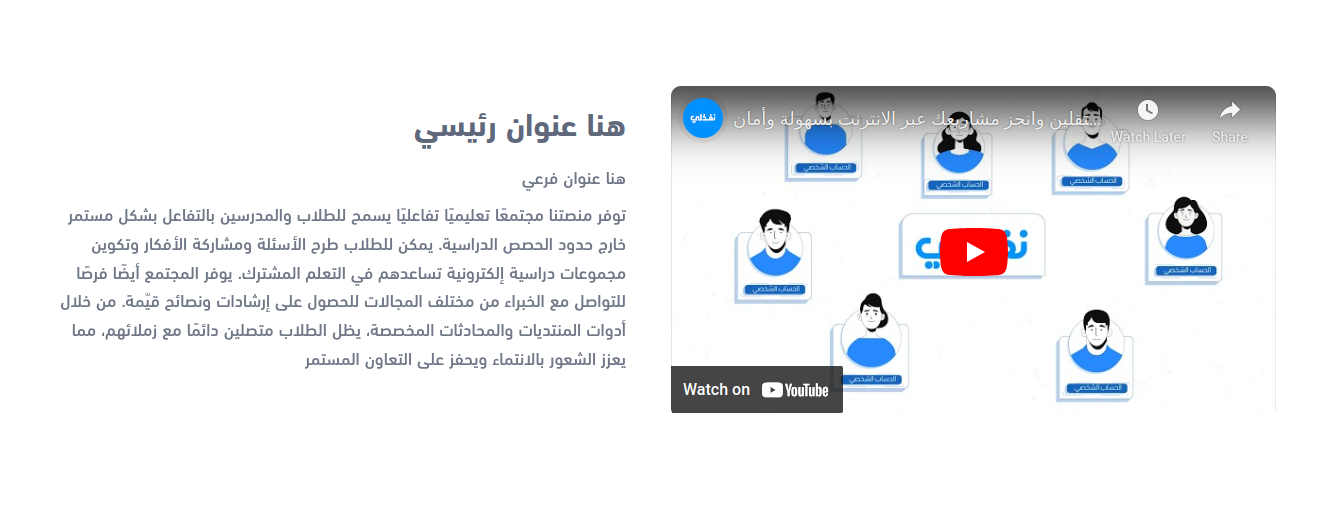 هنا عنوان رئيسي
هنا عنوان فرعي
توفر منصتنا مجتمعًا تعليميًا تفاعليًا يسمح للطلاب والمدرسين بالتفاعل بشكل مستمر
خارج حدود الحصص الدراسية. يمكن للطلاب طرح الأسئلة ومشاركة الأفكار وتكوين
مجموعات دراسية إلكترونية تساعدهم في التعلم المشترك. يوفر المجتمع أيضًا فرصًا
للتواصل مع الخبراء من مختلف المجالات للحصول على إرشادات ونصائح قيّمة. من خلال
أدوات المنتديات والمحادثات المخصصة، يظل الطلاب متصلين دائمًا مع زملائهم، مما
يعزز الشعور بالانتماء ويحفز على التعاون المستمر
نفذلي
وانجز مشاريعك عبر الانترنت بسهولة وأمان
Watch Later
Share
الحساب الشخصي
الحساب الشخصي
الحساب الشخصي
الحساب الشخصي
الحساب الشخصي
الحساب الشخصي
الحساب الشخصي
Watch on YouTube